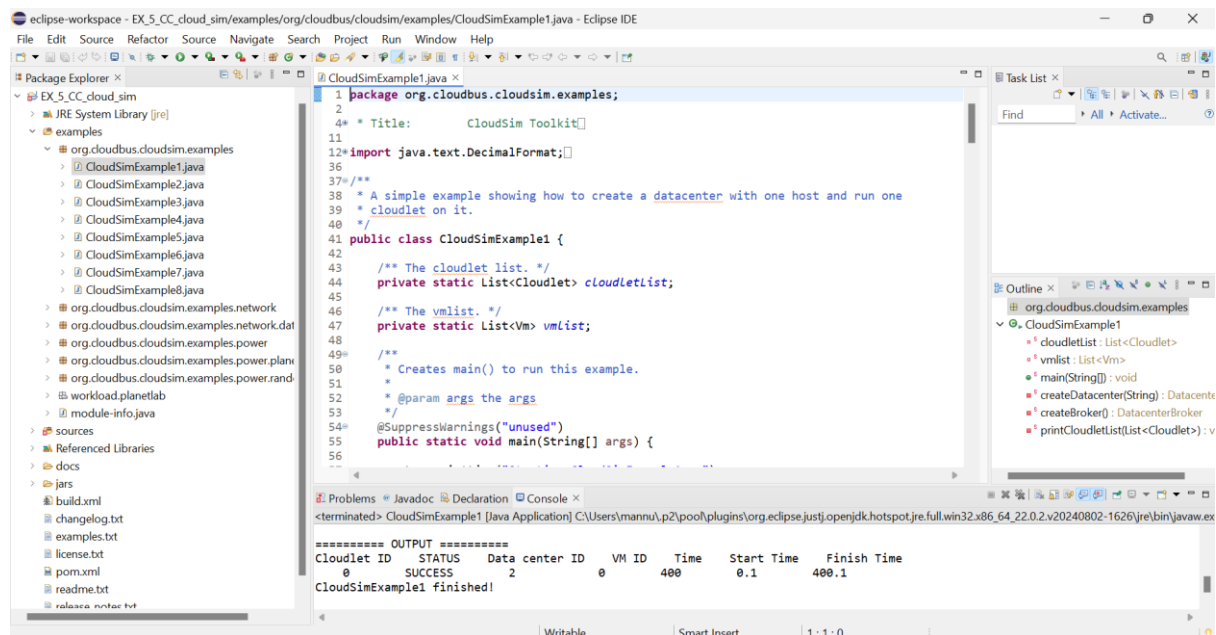 eclipse-workspace - EX_5_CC_cloud_sim/examples/org/cloudbus/cloudsim/examples/CloudSimExample1.java - Eclipse IDE
File Edit Source Refactor Source Navigate Search Project Run Window Help
Package Explorer
EX_5_CC_cloud_sim
JRE System Library [jre]
examples
org.cloudbus.cloudsim.examples
CloudSimExample1.java
CloudSimExample2.java
CloudSimExample3.java
CloudSimExample4.java
CloudSimExample5.java
CloudSimExample6.java
CloudSimExample7.java
CloudSimExample8.java
org.cloudbus.cloudsim.examples.network
org.cloudbus.cloudsim.examples.network.dat
org.cloudbus.cloudsim.examples.power
org.cloudbus.cloudsim.examples.power.plane
org.cloudbus.cloudsim.examples.power.rand
workload.planetlab
module-info.java
sources
Referenced Libraries
docs
jars
build.xml
changelog.txt
examples.txt
license.txt
pom.xml
readme.txt
release_notes.txt
CloudSimExample1.java
1 package org.cloudbus.cloudsim.examples;
2
4 * Title: CloudSim Toolkit
11
12 import java.text.DecimalFormat;
36
37 /**
38 * A simple example showing how to create a datacenter with one host and run one
39 * cloudlet on it.
40 */
41 public class CloudSimExample1 {
42
43 /** The cloudlet list. */
44 private static List<Cloudlet> cloudletList;
45
46 /** The vmlist. */
47 private static List<Vm> vmlist;
48
49 /**
50 * Creates main() to run this example.
51 *
52 * @param args the args
53 */
54 @SuppressWarnings("unused")
55 public static void main(String[] args) {
56
Task List
Find All Activate...
Outline
org.cloudbus.cloudsim.examples
CloudSimExample1
cloudletList : List<Cloudlet>
vmlist : List<Vm>
main(String[]) : void
createDatacenter(String) : Datacente
createBroker() : DatacenterBroker
printCloudletList(List<Cloudlet>) : v
Problems Javadoc Declaration Console
<terminated> CloudSimExample1 [Java Application] C:\Users\mannu\.p2\pool\plugins\org.eclipse.justj.openjdk.hotspot.jre.full.win32.x86_64_22.0.2.v20240802-1626\jre\bin\javaw.ex
========== OUTPUT ==========
Cloudlet ID STATUS Data center ID VM ID Time Start Time Finish Time
0 SUCCESS 2 0 400 0.1 400.1
CloudSimExample1 finished!
Writable Smart Insert 1 : 1 : 0